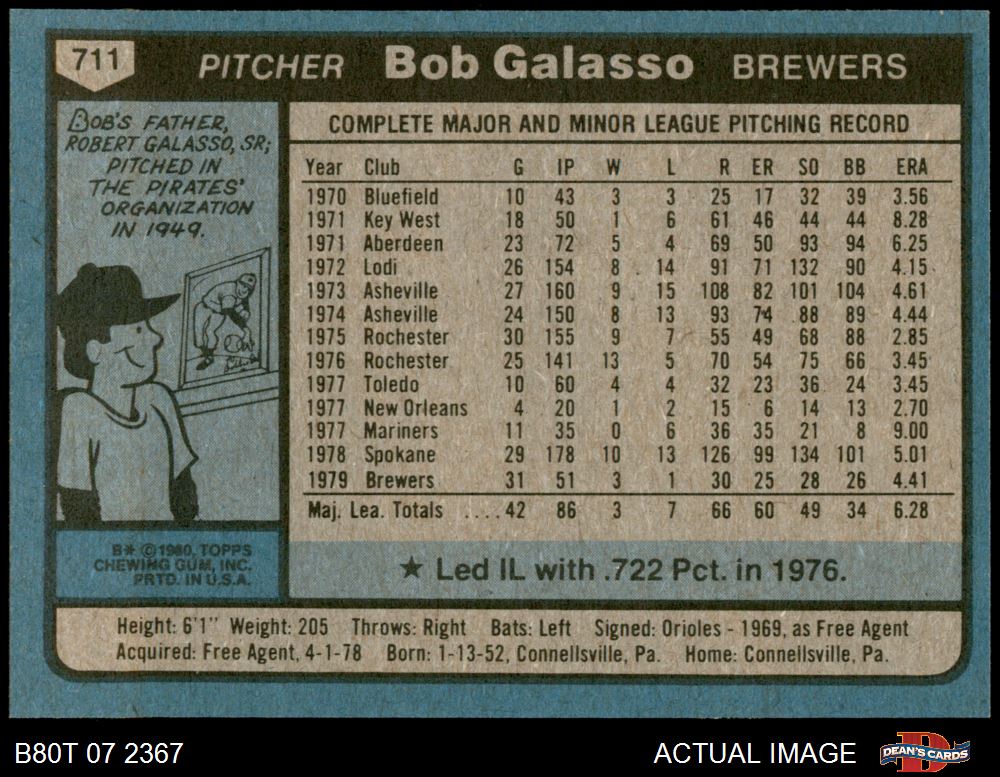 711 PITCHER Bob Galasso BREWERS
BOB'S FATHER,
ROBERT GALASSO, SR;
PITCHED IN
THE PIRATES'
ORGANIZATION
IN 1949.
COMPLETE MAJOR AND MINOR LEAGUE PITCHING RECORD
Year Club G IP W L R ER SO BB ERA
1970 Bluefield 10 43 3 3 25 17 32 39 3.56
1971 Key West 18 50 1 6 61 46 44 44 8.28
1971 Aberdeen 23 72 5 4 69 50 93 94 6.25
1972 Lodi 26 154 8 14 91 71 132 90 4.15
1973 Asheville 27 160 9 15 108 82 101 104 4.61
1974 Asheville 24 150 8 13 93 74 88 89 4.44
1975 Rochester 30 155 9 7 55 49 68 88 2.85
1976 Rochester 25 141 13 5 70 54 75 66 3.45
1977 Toledo 10 60 4 4 32 23 36 24 3.45
1977 New Orleans 4 20 1 2 15 6 14 13 2.70
1977 Mariners 11 35 0 6 36 35 21 8 9.00
1978 Spokane 29 178 10 13 126 99 134 101 5.01
1979 Brewers 31 51 3 1 30 25 28 26 4.41
Maj. Lea. Totals ....42 86 3 7 66 60 49 34 6.28
B* ©1980, TOPPS
CHEWING GUM, INC.
PRTD. IN U.S.A.
★ Led IL with .722 Pct. in 1976.
Height: 6'1" Weight: 205 Throws: Right Bats: Left Signed: Orioles - 1969, as Free Agent
Acquired: Free Agent, 4-1-78 Born: 1-13-52, Connellsville, Pa. Home: Connellsville, Pa.
B80T 07 2367 ACTUAL IMAGE DEAN'S CARDS